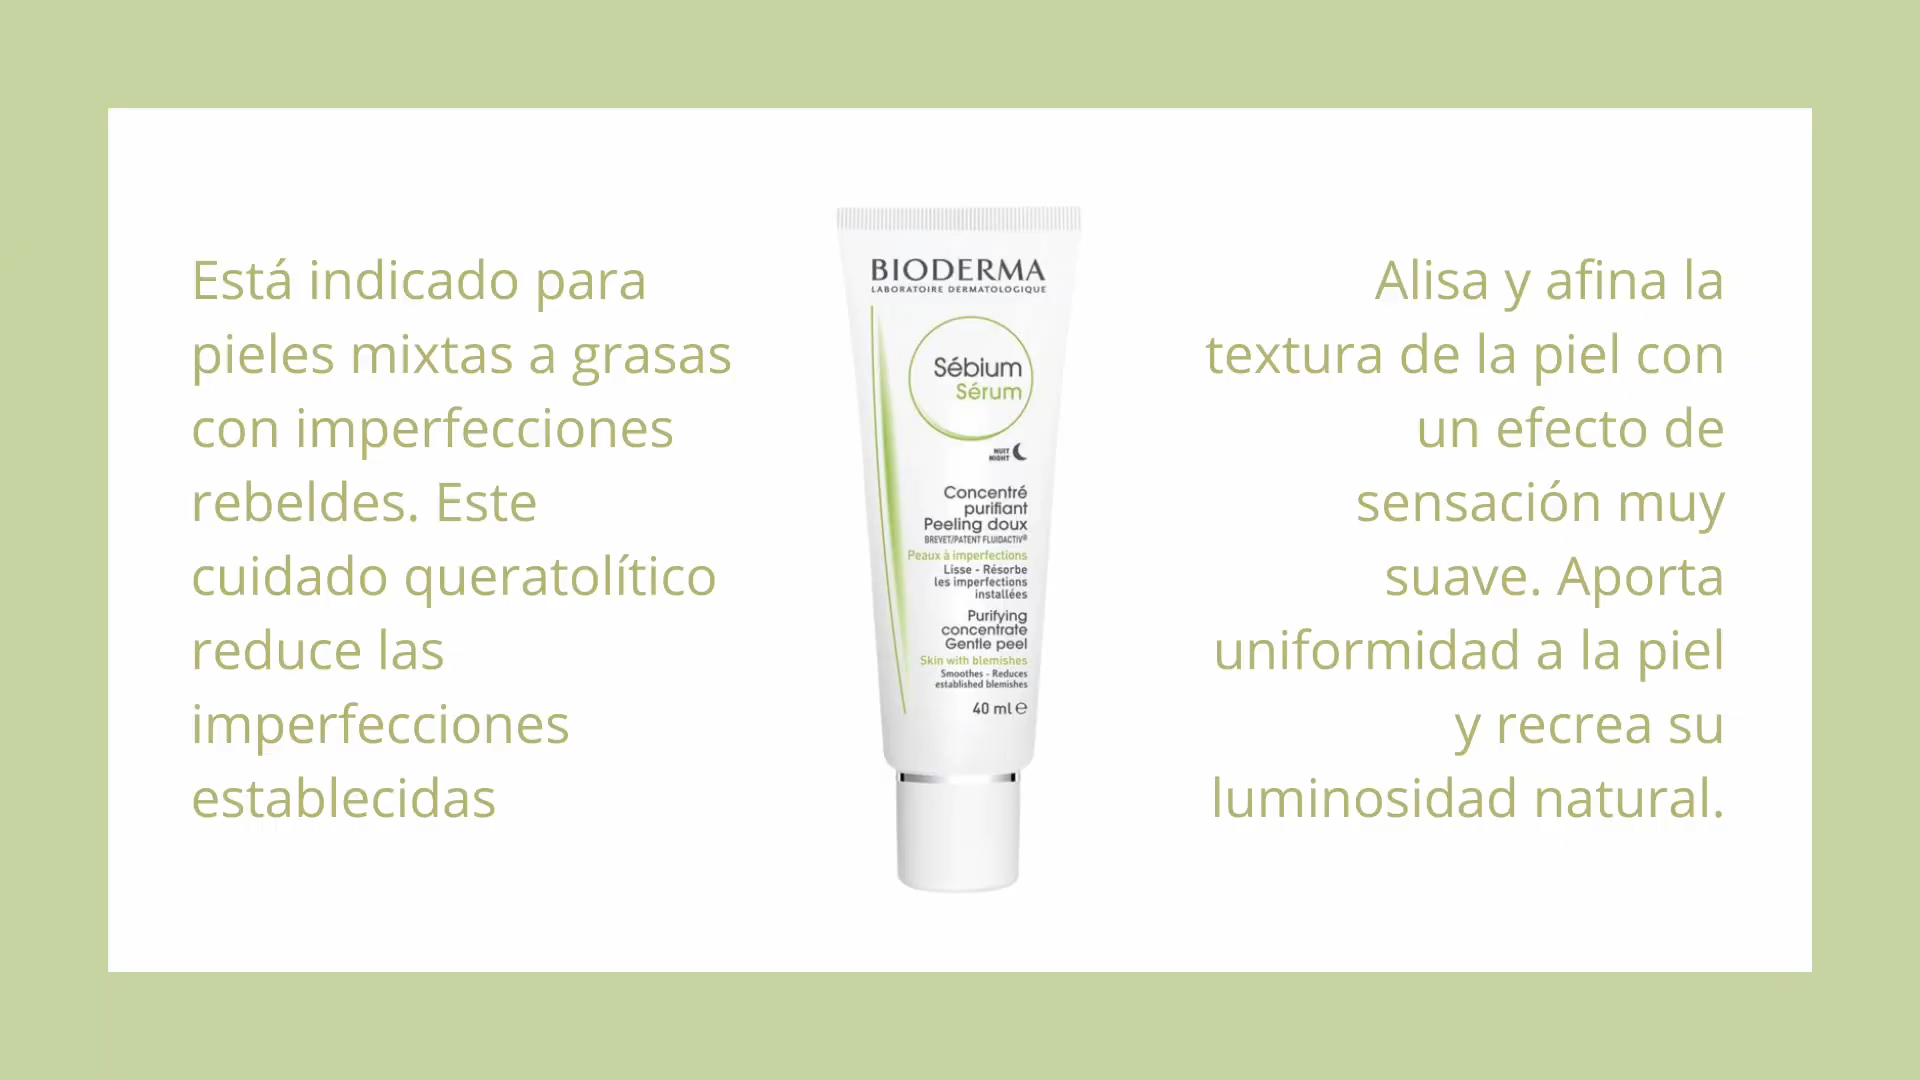 Está indicado para
pieles mixtas a grasas
con imperfecciones
rebeldes. Este
cuidado queratolítico
reduce las
imperfecciones
establecidas
BIODERMA
LABORATOIRE DERMATOLOGIQUE
Sébium
Sérum
NUIT
NIGHT
Concentré
purifiant
Peeling doux
BREVET/PATENT FLUIDACTIV®
Peaux à imperfections
Lisse - Résorbe
les imperfections
installées
Purifying
concentrate
Gentle peel
Skin with blemishes
Smoothes - Reduces
established blemishes
40 ml ℮
Alisa y afina la
textura de la piel con
un efecto de
sensación muy
suave. Aporta
uniformidad a la piel
y recrea su
luminosidad natural.